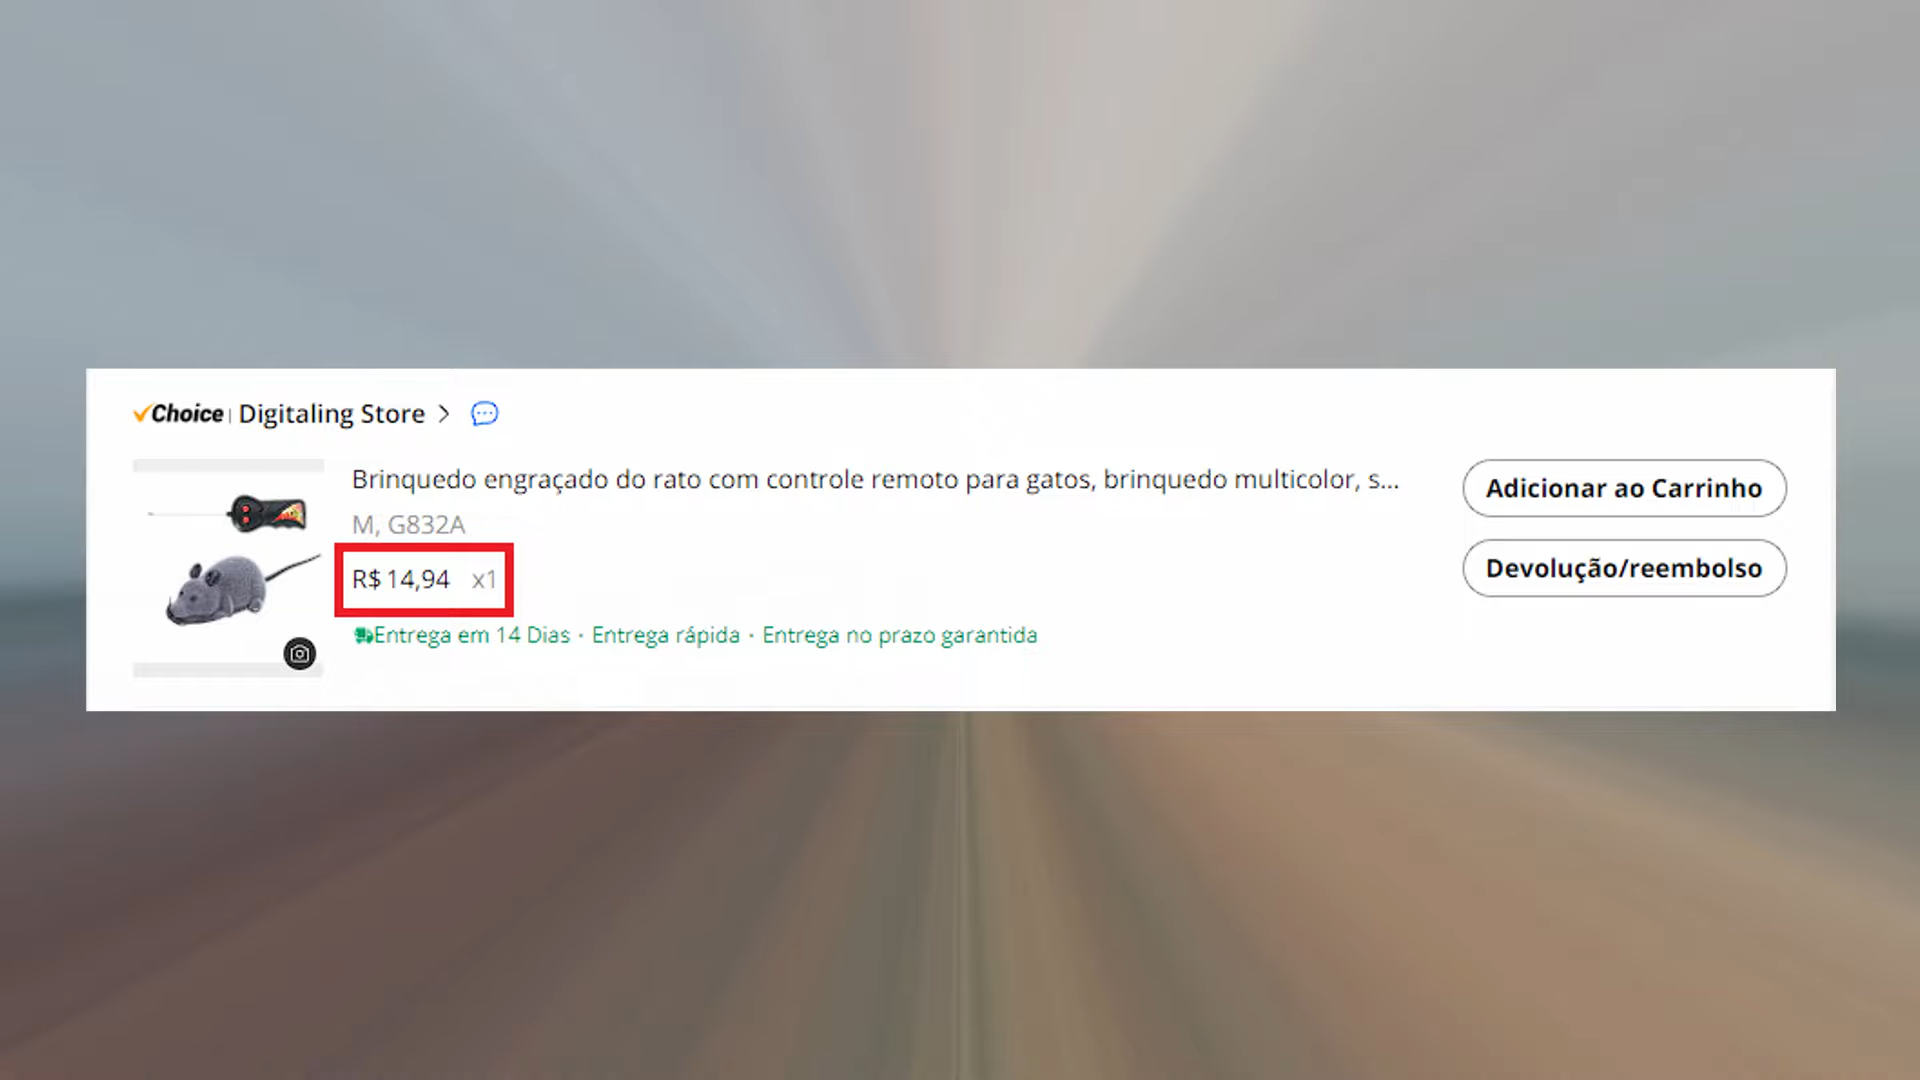 Choice | Digitaling Store >
Brinquedo engraçado do rato com controle remoto para gatos, brinquedo multicolor, s...
M, G832A
R$ 14,94 x1
Entrega em 14 Dias · Entrega rápida · Entrega no prazo garantida
Adicionar ao Carrinho
Devolução/reembolso